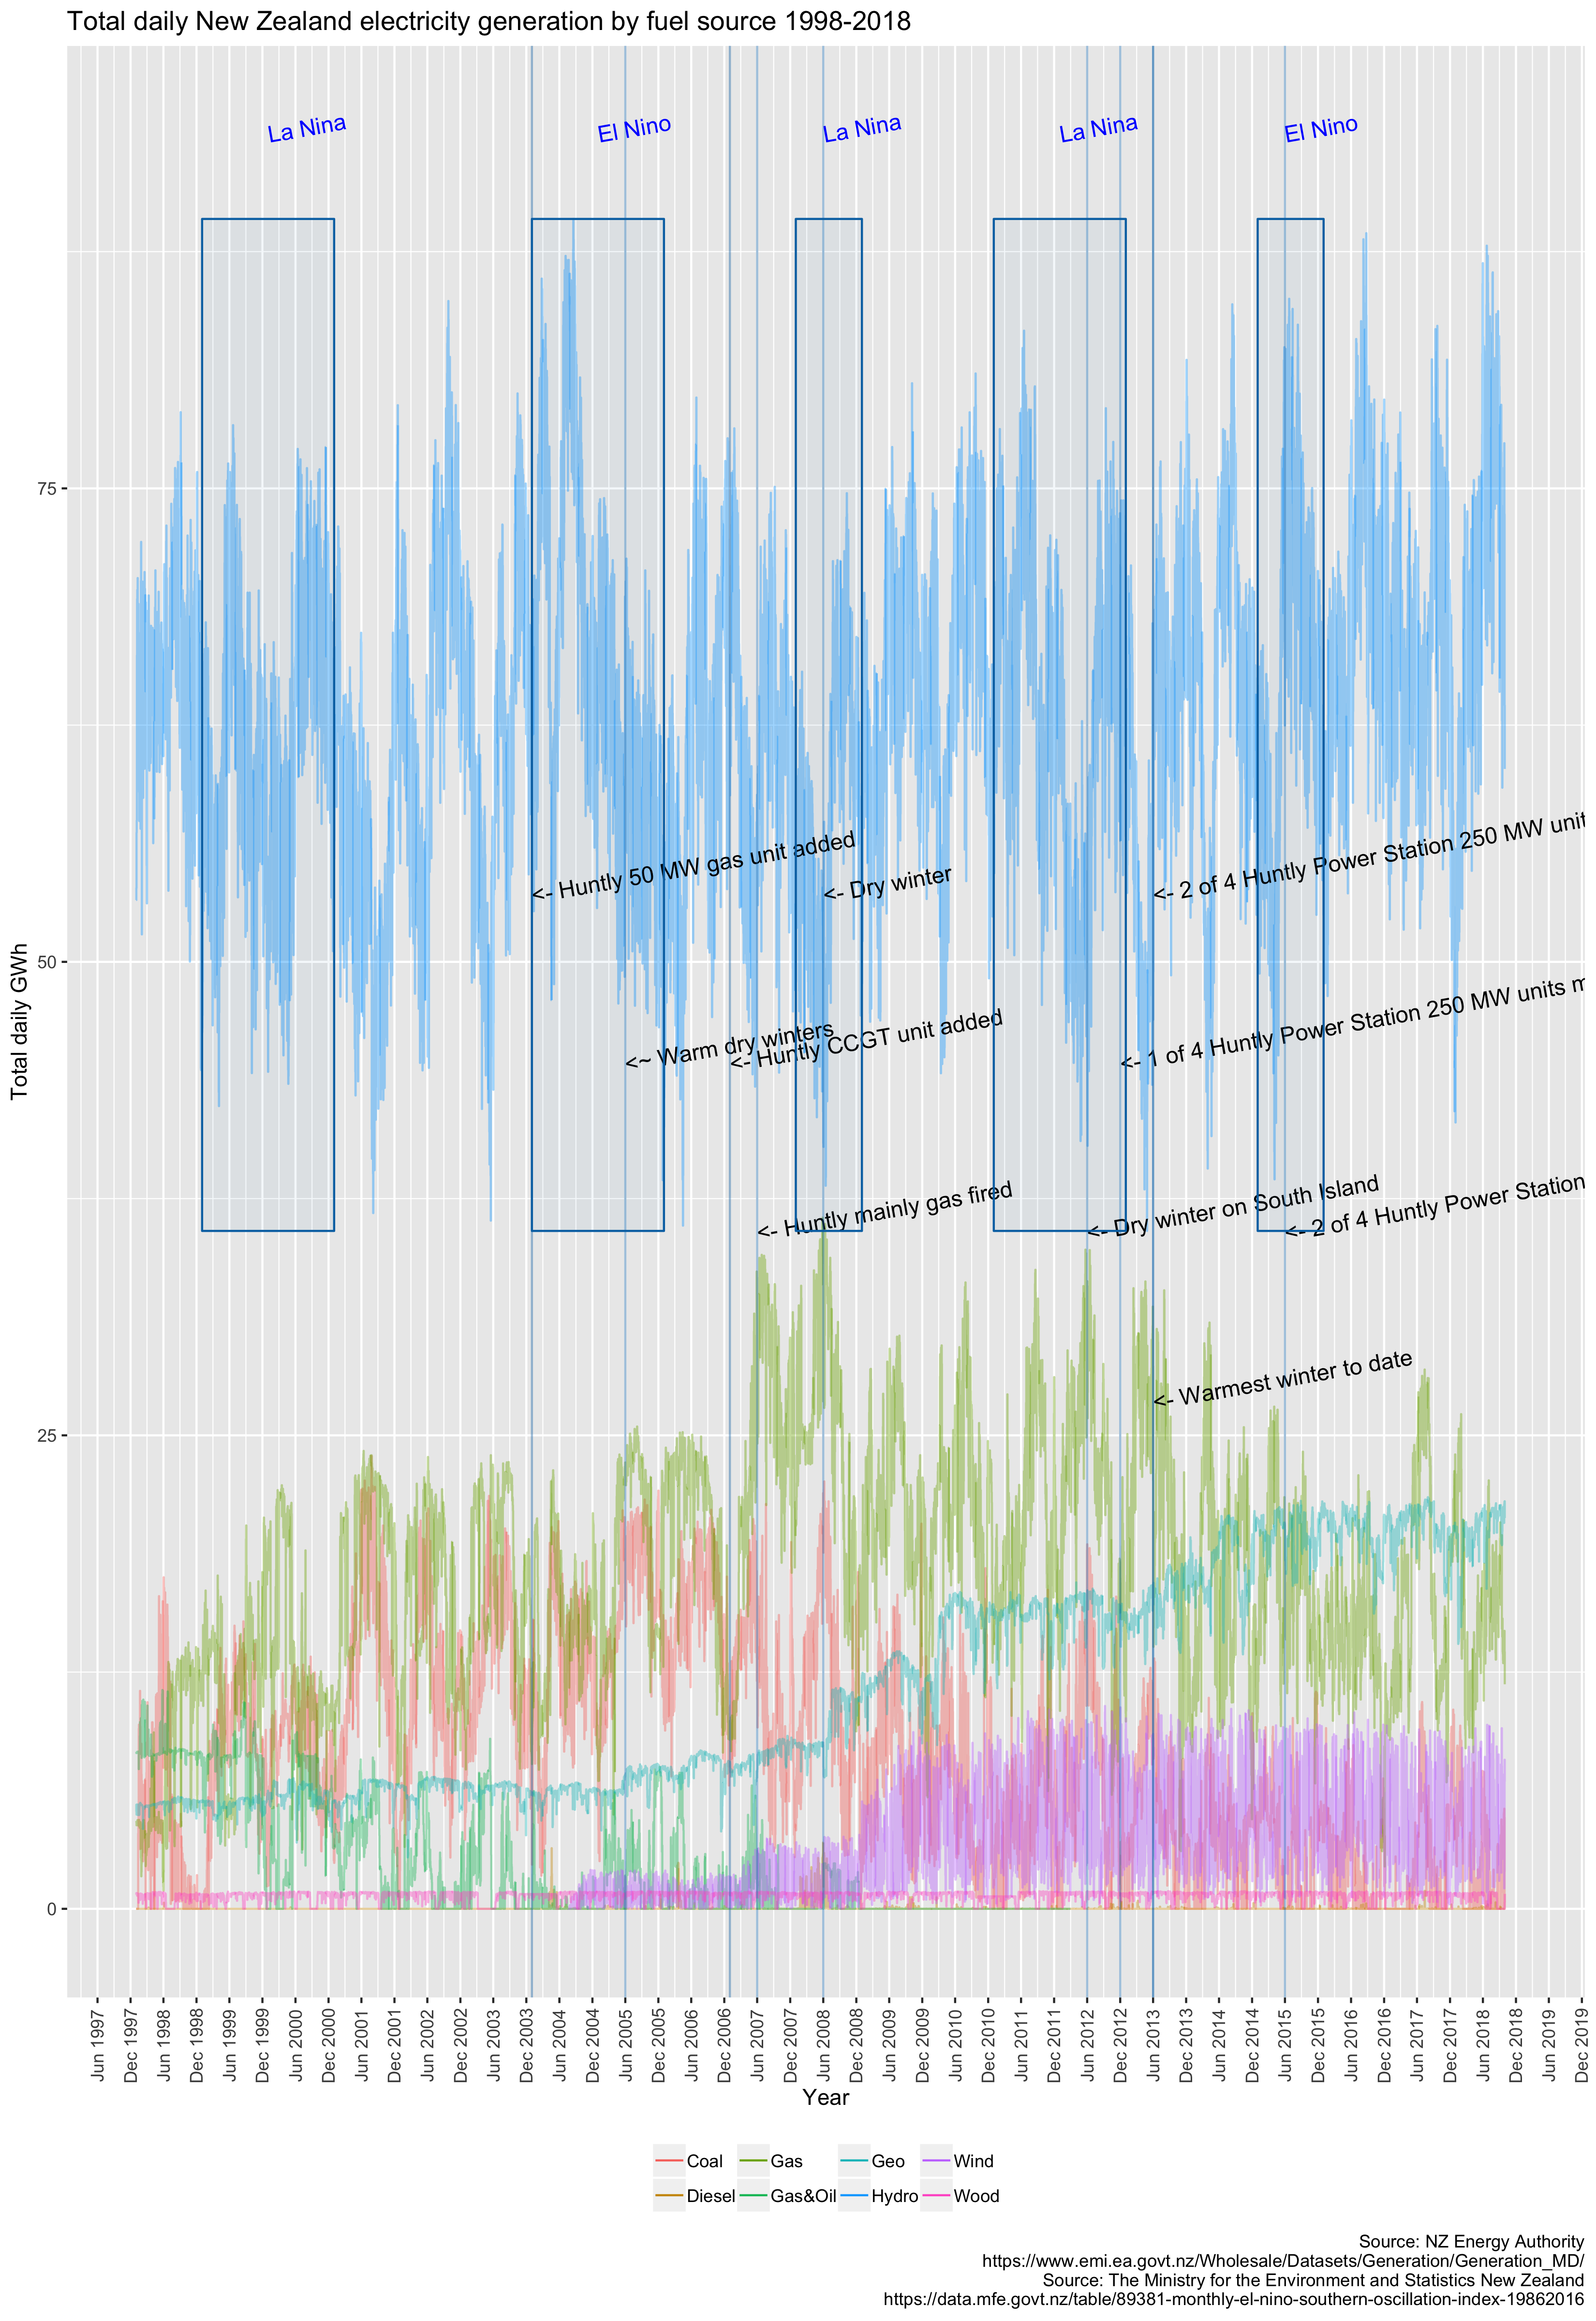 Total daily New Zealand electricity generation by fuel source 1998-2018
La Nina
El Nino
La Nina
La Nina
El Nino
75
50
25
0
Total daily GWh
<- Huntly 50 MW gas unit added
<- Dry winter
<- 2 of 4 Huntly Power Station 250 MW unit
<~ Warm dry winters
<- Huntly CCGT unit added
<- 1 of 4 Huntly Power Station 250 MW units m
<- Huntly mainly gas fired
<- Dry winter on South Island
<- 2 of 4 Huntly Power Station
<- Warmest winter to date
Jun 1997
Dec 1997
Jun 1998
Dec 1998
Jun 1999
Dec 1999
Jun 2000
Dec 2000
Jun 2001
Dec 2001
Jun 2002
Dec 2002
Jun 2003
Dec 2003
Jun 2004
Dec 2004
Jun 2005
Dec 2005
Jun 2006
Dec 2006
Jun 2007
Dec 2007
Jun 2008
Dec 2008
Jun 2009
Dec 2009
Jun 2010
Dec 2010
Jun 2011
Dec 2011
Jun 2012
Dec 2012
Jun 2013
Dec 2013
Jun 2014
Dec 2014
Jun 2015
Dec 2015
Jun 2016
Dec 2016
Jun 2017
Dec 2017
Jun 2018
Dec 2018
Jun 2019
Dec 2019
Year
Coal Gas Geo Wind
Diesel Gas&Oil Hydro Wood
Source: NZ Energy Authority
https://www.emi.ea.govt.nz/Wholesale/Datasets/Generation/Generation_MD/
Source: The Ministry for the Environment and Statistics New Zealand
https://data.mfe.govt.nz/table/89381-monthly-el-nino-southern-oscillation-index-19862016